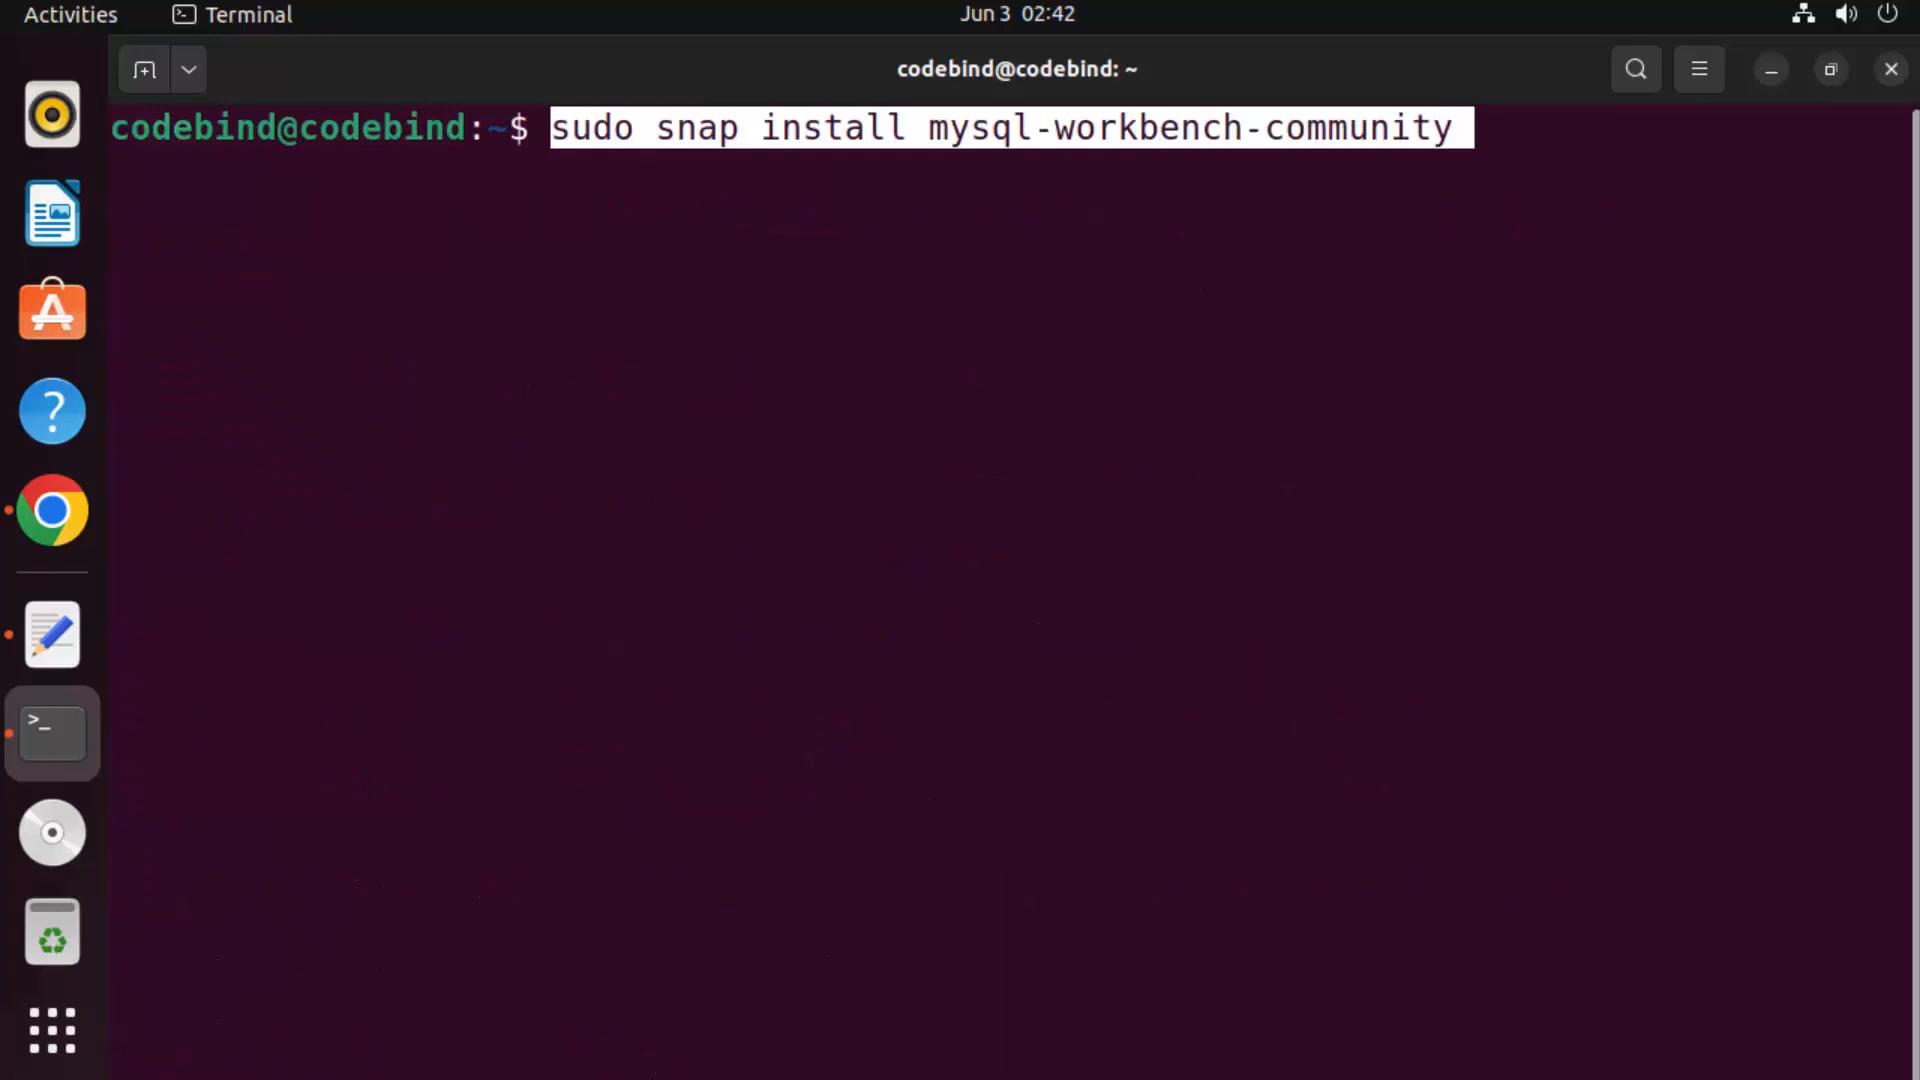 Activities Terminal Jun 3 02:42
codebind@codebind: ~
codebind@codebind:~$ sudo snap install mysql-workbench-community